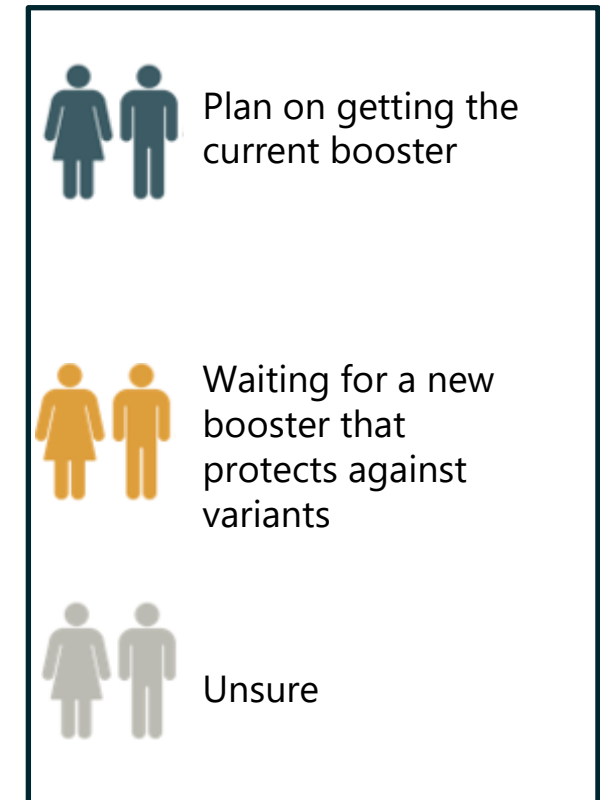 Plan on getting the
current booster
Waiting for a new
booster that
protects against
variants
Unsure